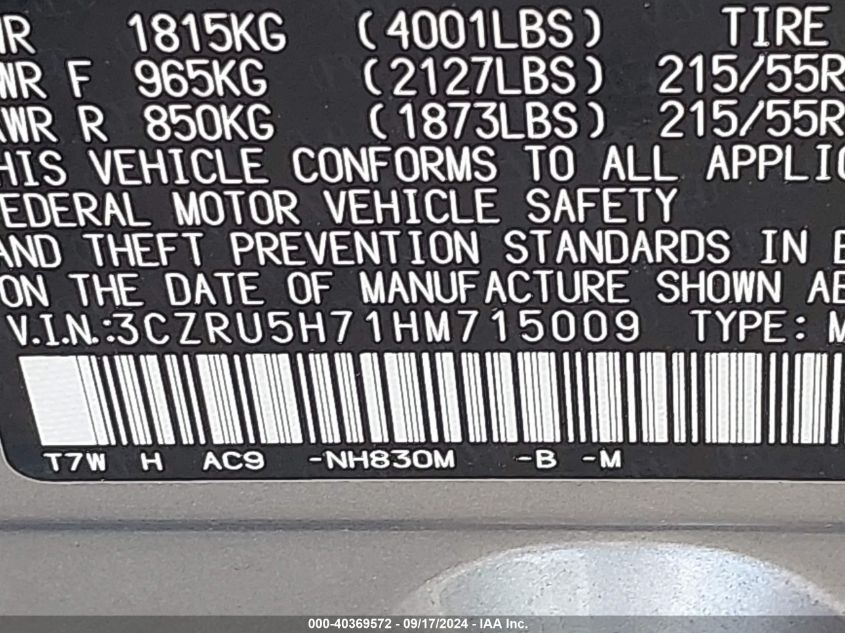 WR 1815KG (4001LBS) TIRE
WR F 965KG (2127LBS) 215/55R
WR R 850KG (1873LBS) 215/55R
HIS VEHICLE CONFORMS TO ALL APPLIC
EDERAL MOTOR VEHICLE SAFETY
AND THEFT PREVENTION STANDARDS IN E
ON THE DATE OF MANUFACTURE SHOWN AB
V.I.N.:3CZRU5H71HM715009 TYPE: M
T7W H AC9 -NH830M -B -M
000-40369572 - 09/17/2024 - IAA Inc.